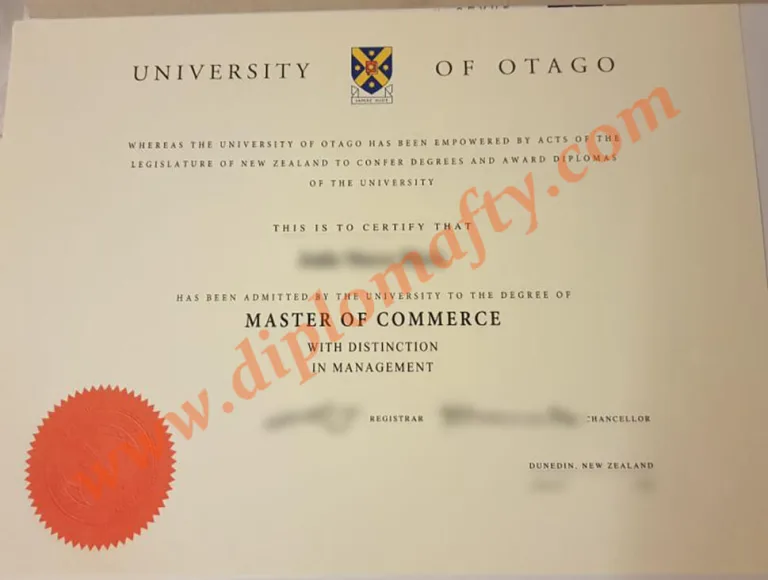 UNIVERSITY OF OTAGO
SAPERE AUDE
WHEREAS THE UNIVERSITY OF OTAGO HAS BEEN EMPOWERED BY ACTS OF THE
LEGISLATURE OF NEW ZEALAND TO CONFER DEGREES AND AWARD DIPLOMAS
OF THE UNIVERSITY
THIS IS TO CERTIFY THAT
HAS BEEN ADMITTED BY THE UNIVERSITY TO THE DEGREE OF
MASTER OF COMMERCE
WITH DISTINCTION
IN MANAGEMENT
REGISTRAR CHANCELLOR
DUNEDIN, NEW ZEALAND
www.diplomafty.com